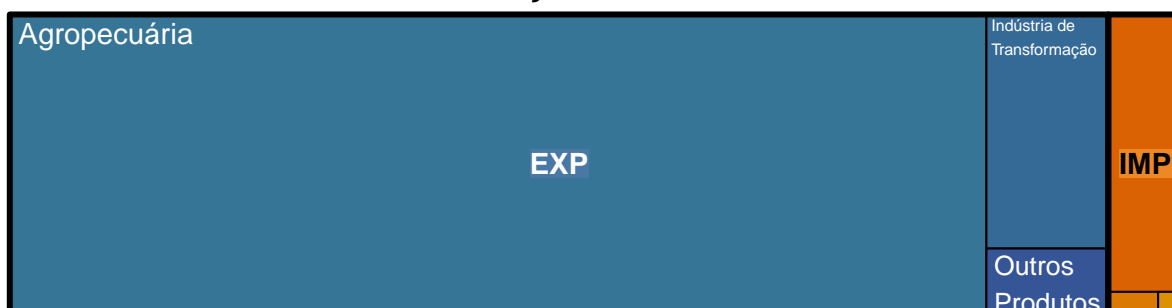 Agropecuária
Indústria de
Transformação
EXP
IMP
Outros
Produtos